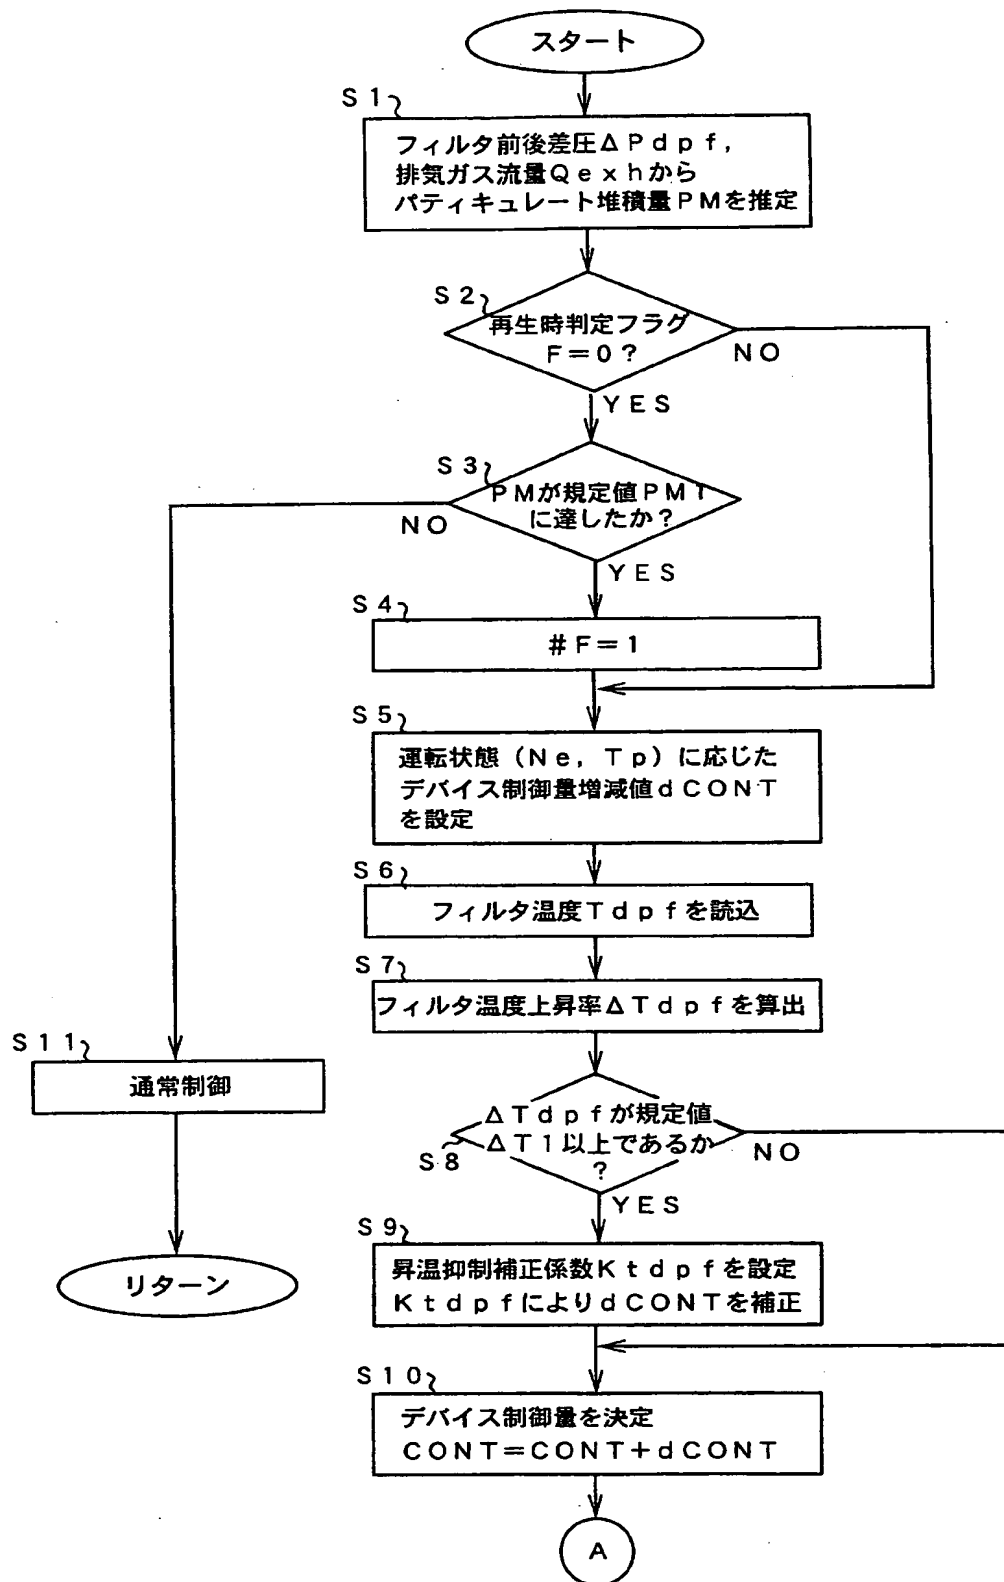 スタート
S1
フィルタ前後差圧ΔPdpf,
排気ガス流量Qexhから
パティキュレート堆積量PMを推定
S2
再生時判定フラグ
F=0?
NO
YES
S3
PMが規定値PM1
に達したか?
NO
YES
S4
#F=1
S5
運転状態(Ne,Tp)に応じた
デバイス制御量増減値dCONT
を設定
S6
フィルタ温度Tdpfを読込
S7
フィルタ温度上昇率ΔTdpfを算出
S11
通常制御
ΔTdpfが規定値
ΔT1以上であるか
?
S8
NO
YES
S9
昇温抑制補正係数Ktdpfを設定
KtdpfによりdCONTを補正
リターン
S10
デバイス制御量を決定
CONT=CONT+dCONT
A